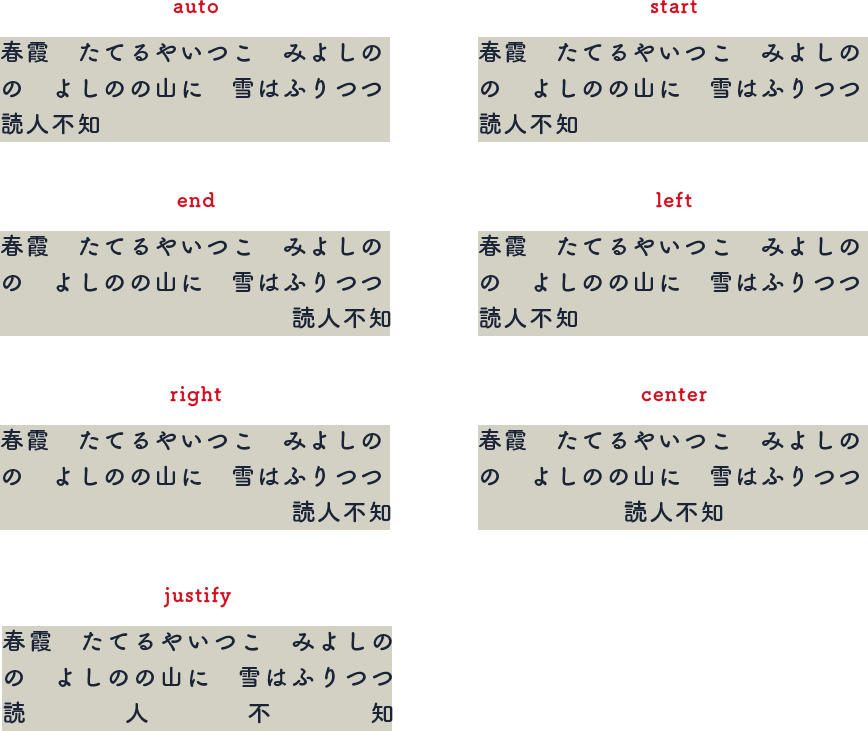 auto
春霞　たてるやいつこ　みよしの
の　よしのの山に　雪はふりつつ
読人不知
start
春霞　たてるやいつこ　みよしの
の　よしのの山に　雪はふりつつ
読人不知
end
春霞　たてるやいつこ　みよしの
の　よしのの山に　雪はふりつつ
読人不知
left
春霞　たてるやいつこ　みよしの
の　よしのの山に　雪はふりつつ
読人不知
right
春霞　たてるやいつこ　みよしの
の　よしのの山に　雪はふりつつ
読人不知
center
春霞　たてるやいつこ　みよしの
の　よしのの山に　雪はふりつつ
読人不知
justify
春霞　たてるやいつこ　みよしの
の　よしのの山に　雪はふりつつ
読　人　不　知